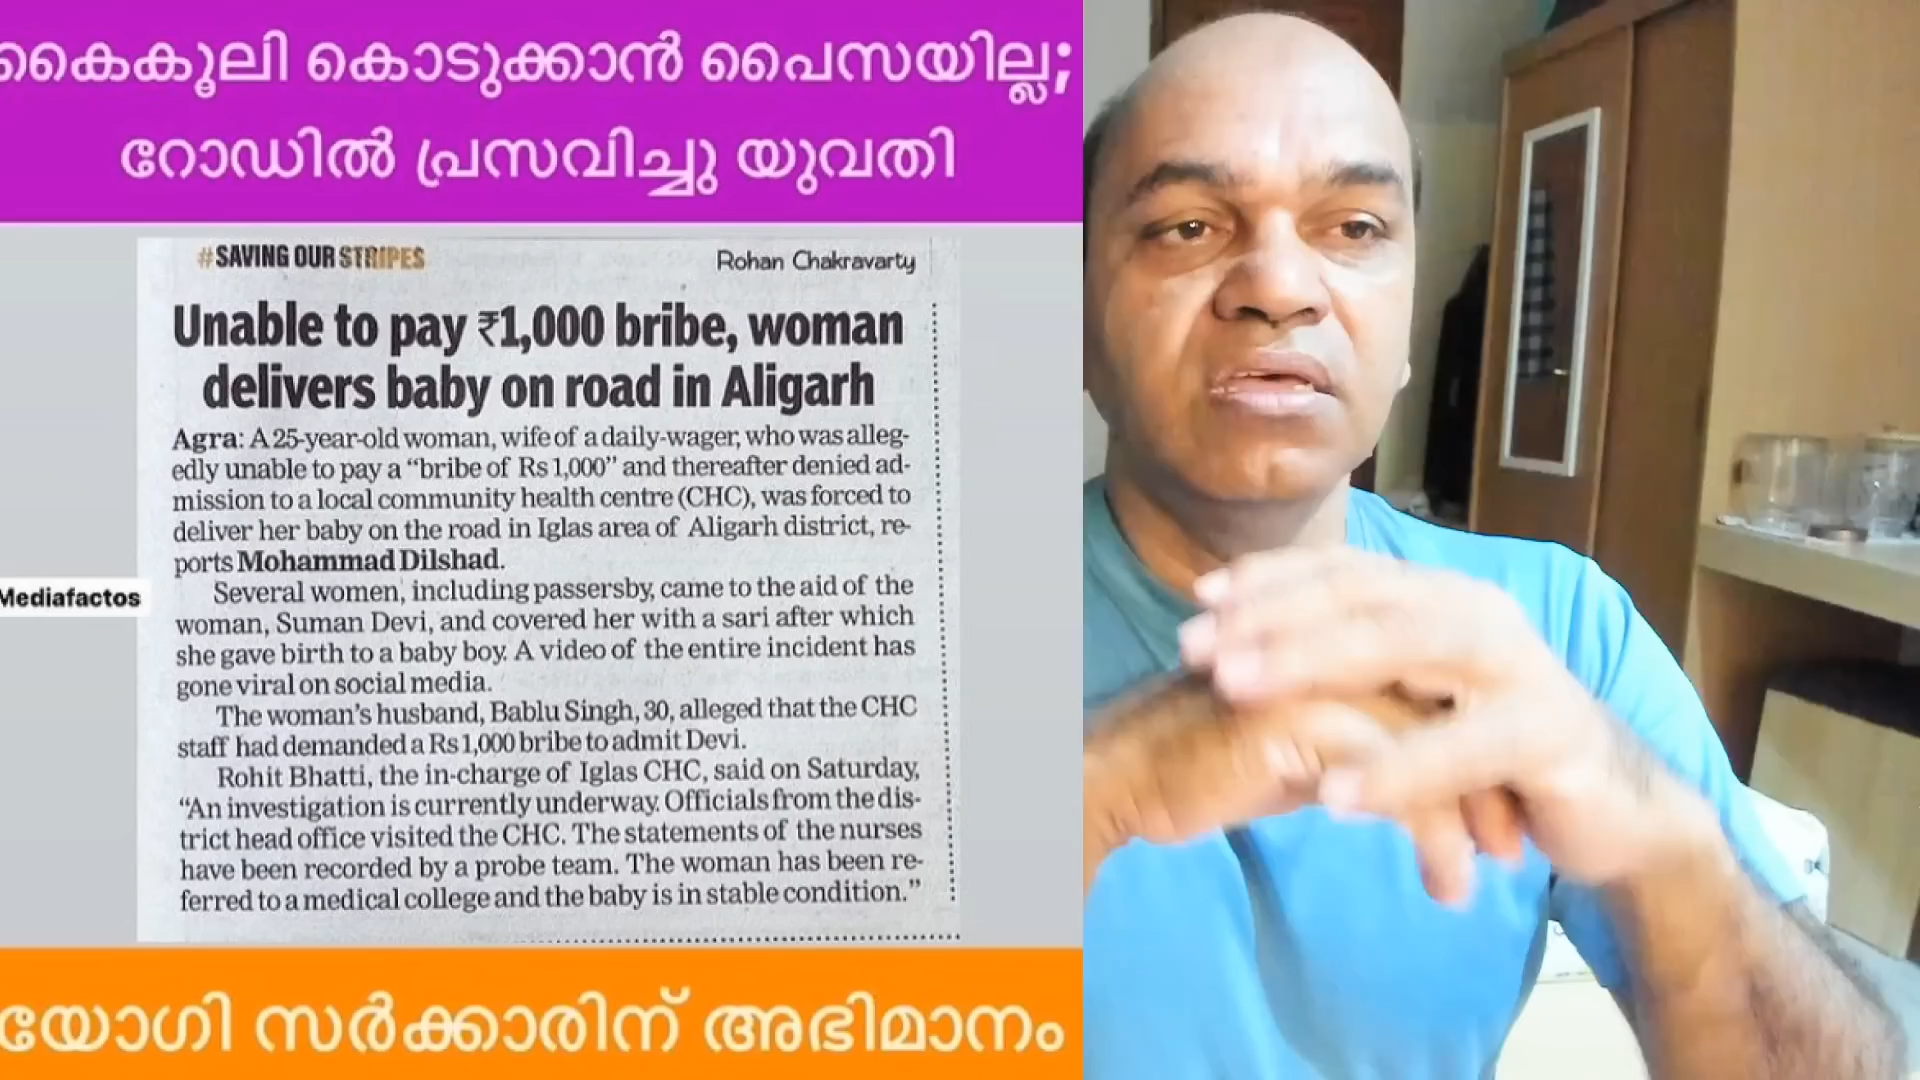 കൈകൂലി കൊടുക്കാൻ പൈസയില്ല;
റോഡിൽ പ്രസവിച്ചു യുവതി
#SAVING OUR STRIPES
Rohan Chakravarty
Unable to pay ₹1,000 bribe, woman
delivers baby on road in Aligarh
Agra: A 25-year-old woman, wife of a daily-wager, who was alleg-
edly unable to pay a “bribe of Rs 1,000” and thereafter denied ad-
mission to a local community health centre (CHC), was forced to
deliver her baby on the road in Iglas area of Aligarh district, re-
ports Mohammad Dilshad.
Several women, including passersby, came to the aid of the
woman, Suman Devi, and covered her with a sari after which
she gave birth to a baby boy. A video of the entire incident has
gone viral on social media.
The woman's husband, Bablu Singh, 30, alleged that the CHC
staff had demanded a Rs 1,000 bribe to admit Devi.
Rohit Bhatti, the in-charge of Iglas CHC, said on Saturday,
“An investigation is currently underway. Officials from the dis-
trict head office visited the CHC. The statements of the nurses
have been recorded by a probe team. The woman has been re-
ferred to a medical college and the baby is in stable condition.”
Mediafactos
യോഗി സർക്കാരിന് അഭിമാനം